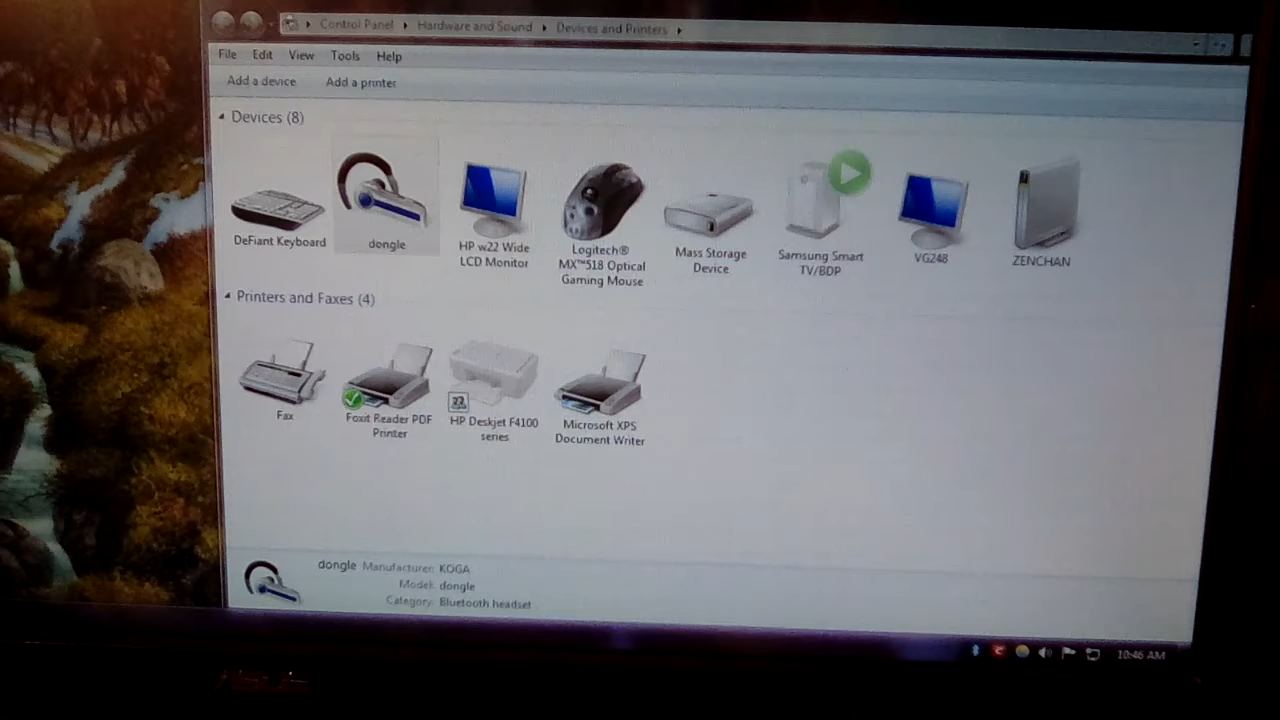 Control Panel Hardware and Sound Devices and Printers
File Edit View Tools Help
Add a device Add a printer
Devices (8)
DeFiant Keyboard
dongle
HP w22 Wide
LCD Monitor
Logitech®
MX™518 Optical
Gaming Mouse
Mass Storage
Device
Samsung Smart
TV/BDP
VG248
ZENCHAN
Printers and Faxes (4)
Fax
Foxit Reader PDF
Printer
HP Deskjet F4100
series
Microsoft XPS
Document Writer
dongle Manufacturer: KOGA
Model: dongle
Category: Bluetooth headset
10:46 AM